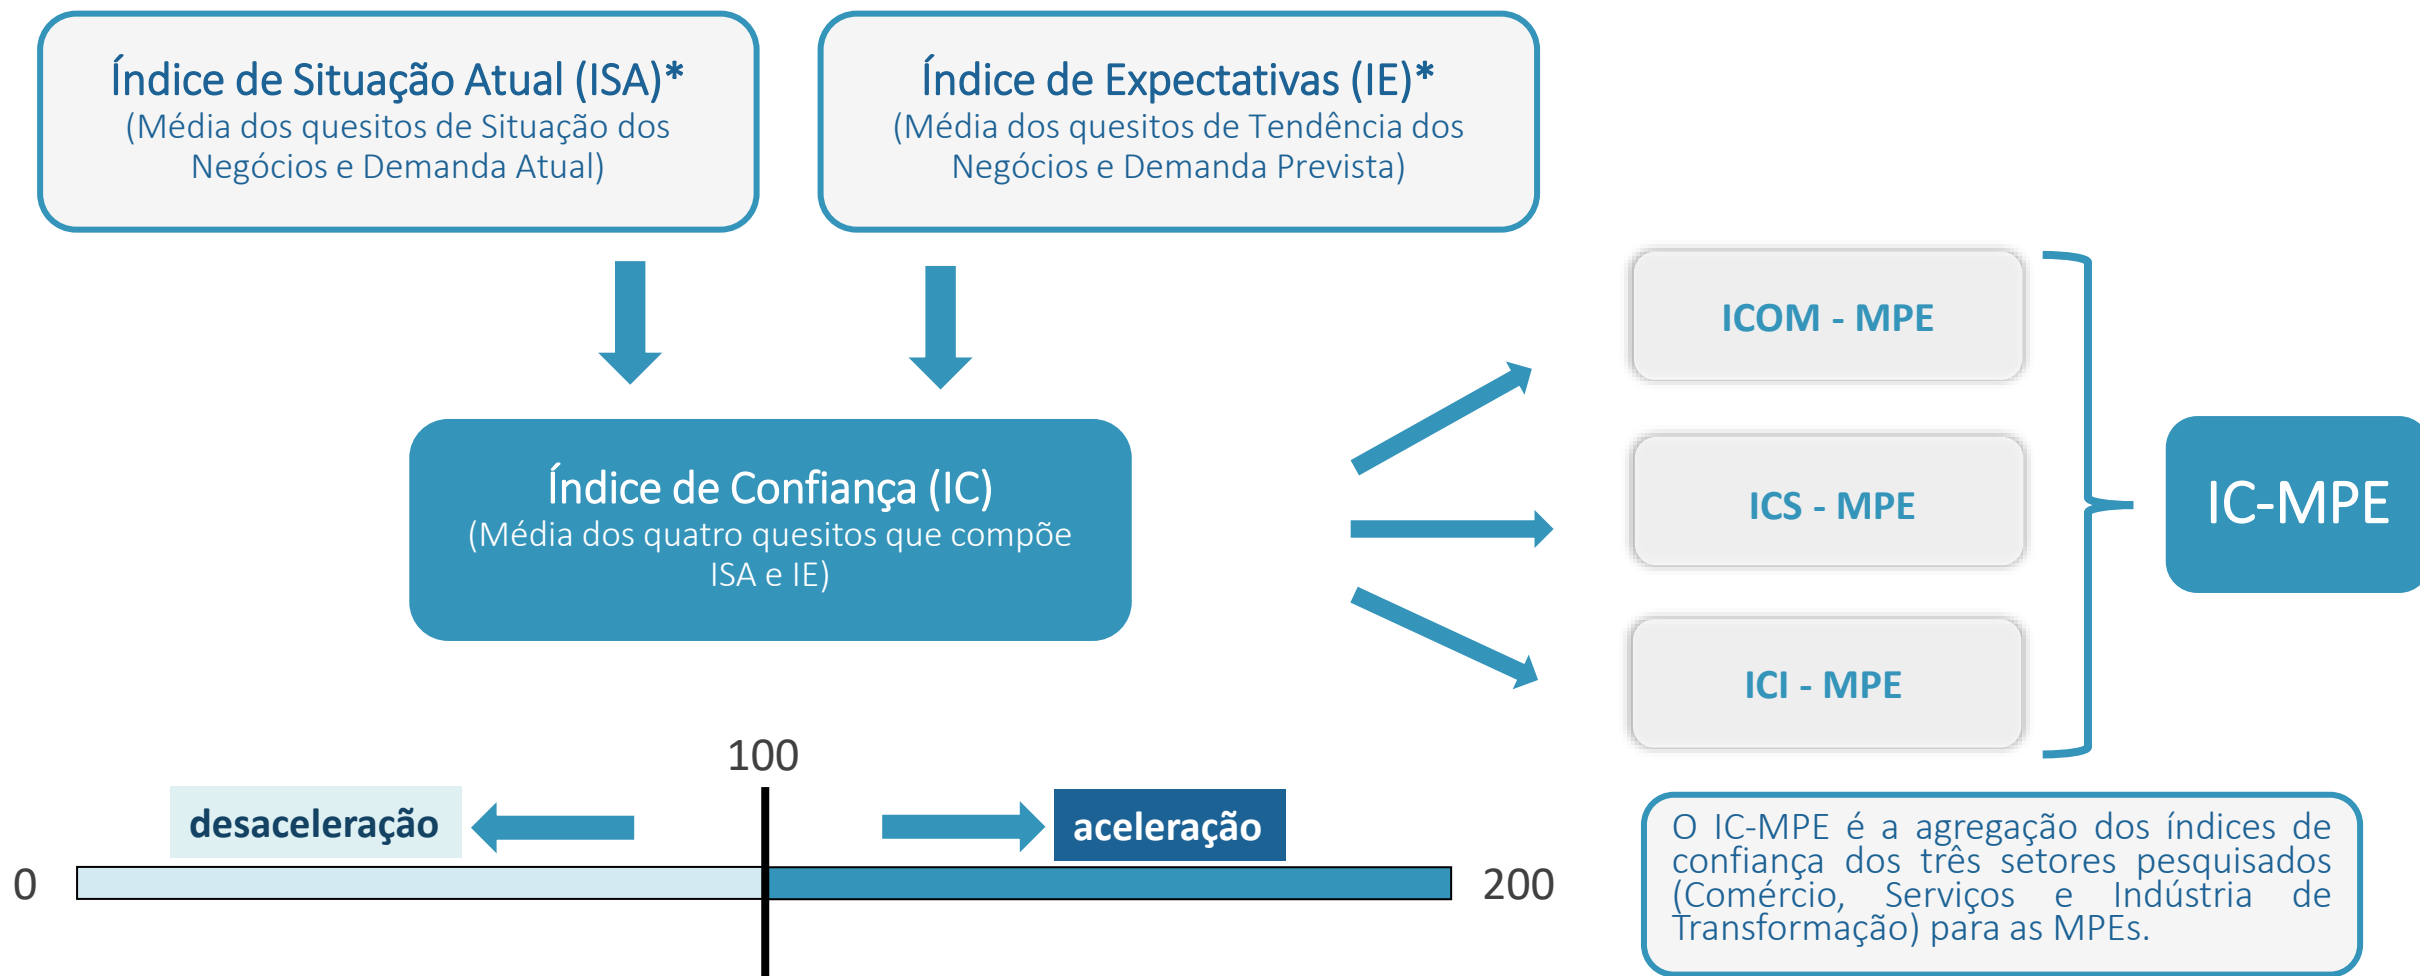 Índice de Situação Atual (ISA)*
(Média dos quesitos de Situação dos
Negócios e Demanda Atual)
Índice de Expectativas (IE)*
(Média dos quesitos de Tendência dos
Negócios e Demanda Prevista)
Índice de Confiança (IC)
(Média dos quatro quesitos que compõe
ISA e IE)
ICOM - MPE
ICS - MPE
ICI - MPE
IC-MPE
100
desaceleração
aceleração
0
200
O IC-MPE é a agregação dos índices de
confiança dos três setores pesquisados
(Comércio, Serviços e Indústria de
Transformação) para as MPEs.